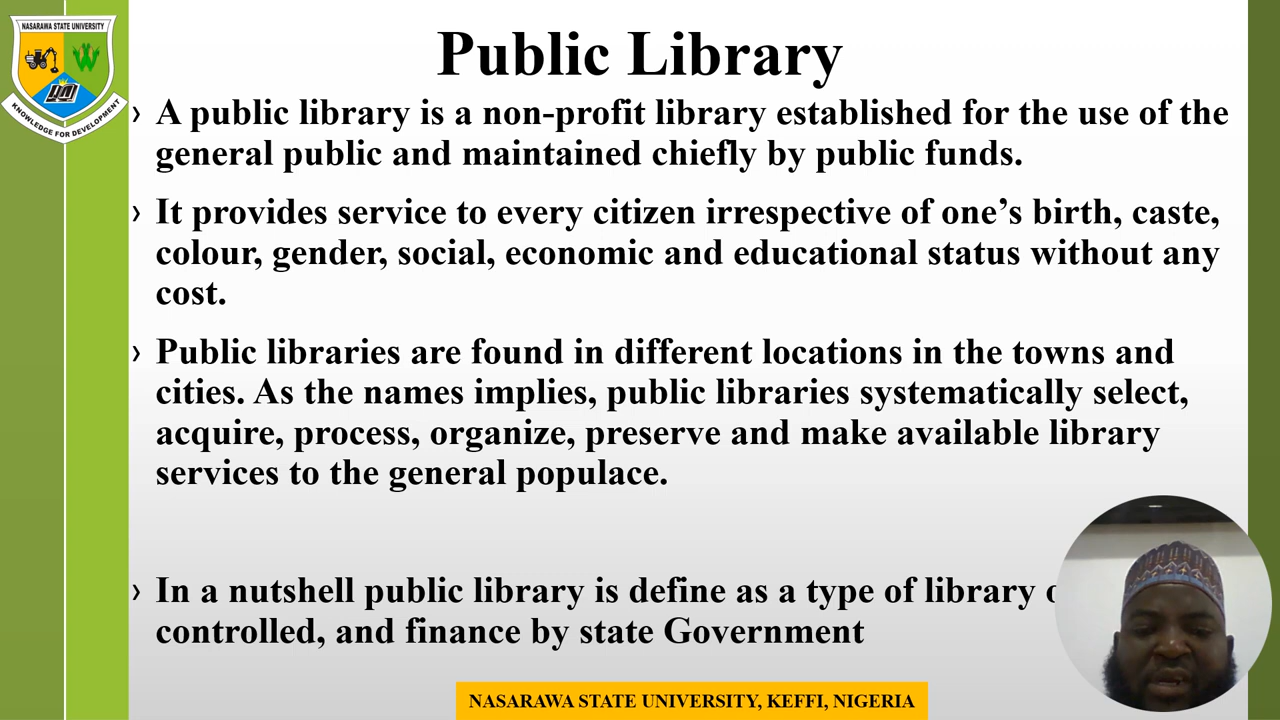 NASARAWA STATE UNIVERSITY
KNOWLEDGE FOR DEVELOPMENT
Public Library
› A public library is a non-profit library established for the use of the
general public and maintained chiefly by public funds.
› It provides service to every citizen irrespective of one’s birth, caste,
colour, gender, social, economic and educational status without any
cost.
› Public libraries are found in different locations in the towns and
cities. As the names implies, public libraries systematically select,
acquire, process, organize, preserve and make available library
services to the general populace.
› In a nutshell public library is define as a type of library
controlled, and finance by state Government
NASARAWA STATE UNIVERSITY, KEFFI, NIGERIA